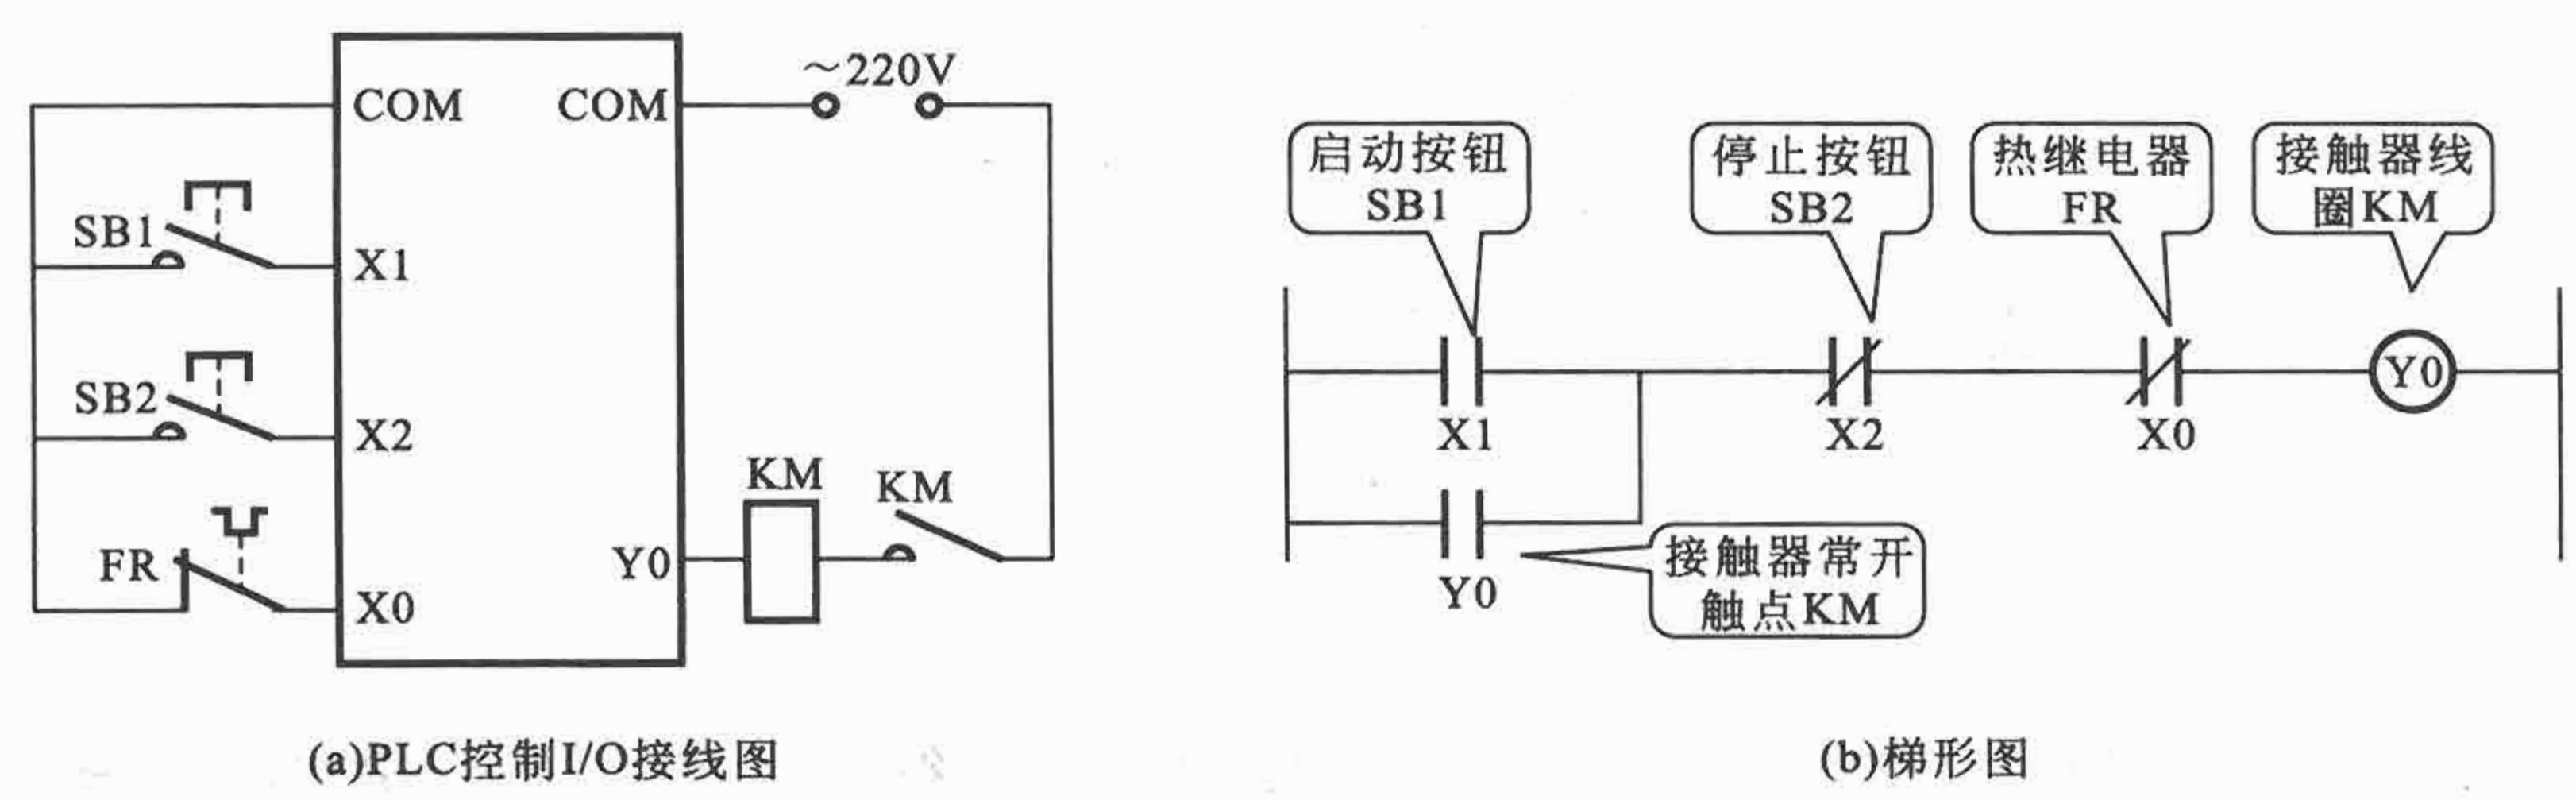 COM
COM
～220V
SB1
X1
SB2
X2
KM
KM
FR
X0
Y0
(a)PLC控制I/O接线图
启动按钮
SB1
停止按钮
SB2
热继电器
FR
接触器线
圈KM
X1
X2
X0
Y0
Y0
接触器常开
触点KM
(b)梯形图